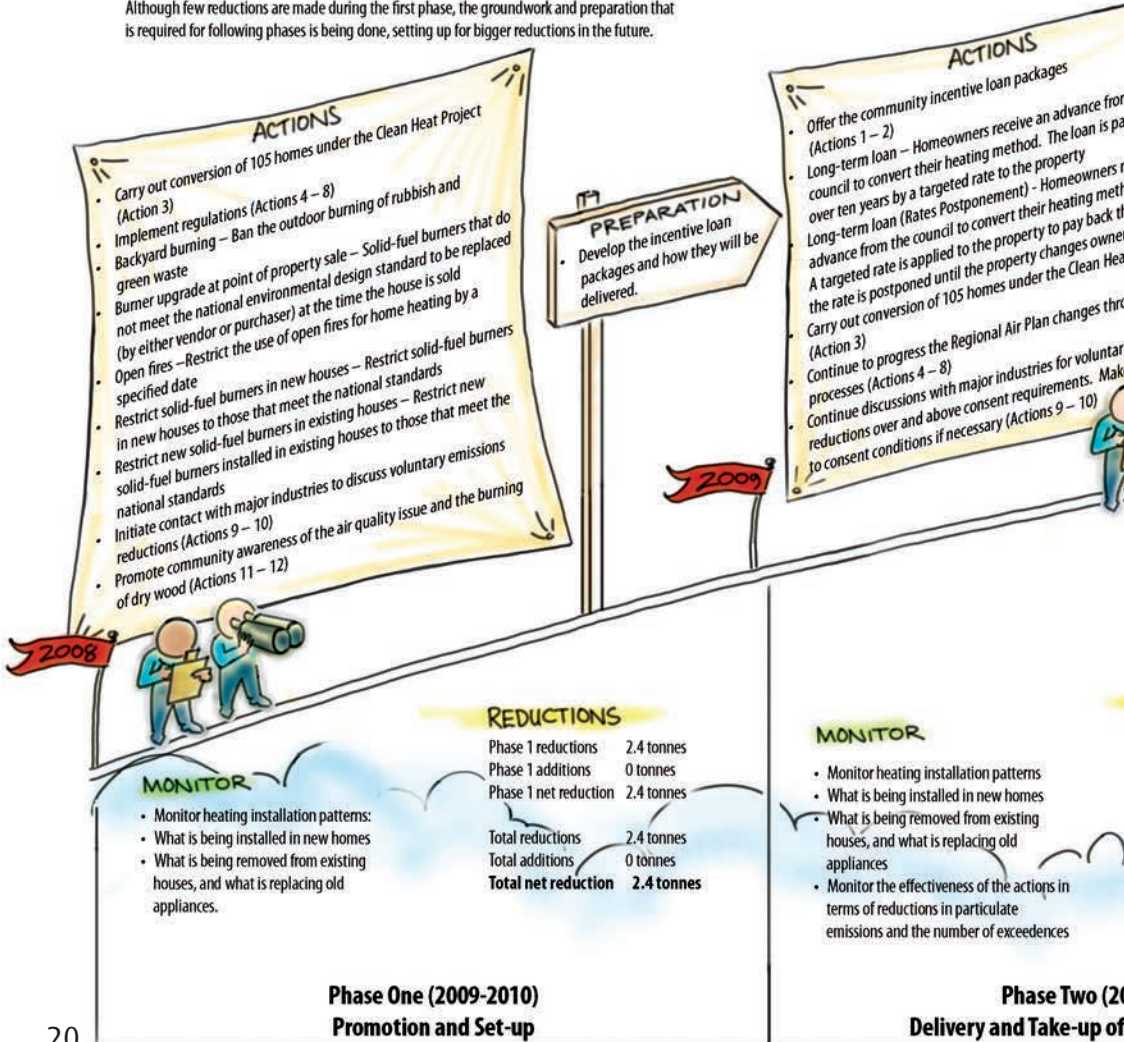 Although few reductions are made during the first phase, the groundwork and preparation that
is required for following phases is being done, setting up for bigger reductions in the future.
ACTIONS
• Carry out conversion of 105 homes under the Clean Heat Project
(Action 3)
• Implement regulations (Actions 4 – 8)
• Backyard burning – Ban the outdoor burning of rubbish and
green waste
• Burner upgrade at point of property sale – Solid-fuel burners that do
not meet the national environmental design standard to be replaced
(by either vendor or purchaser) at the time the house is sold
• Open fires –Restrict the use of open fires for home heating by a
specified date
• Restrict solid-fuel burners in new houses – Restrict solid-fuel burners
in new houses to those that meet the national standards
• Restrict new solid-fuel burners in existing houses – Restrict new
solid-fuel burners installed in existing houses to those that meet the
national standards
• Initiate contact with major industries to discuss voluntary emissions
reductions (Actions 9 – 10)
• Promote community awareness of the air quality issue and the burning
of dry wood (Actions 11 – 12)
PREPARATION
• Develop the incentive loan
packages and how they will be
delivered.
ACTIONS
• Offer the community incentive loan packages
(Actions 1 – 2)
• Long-term loan – Homeowners receive an advance
council to convert their heating method. The loan is
over ten years by a targeted rate to the property
• Long-term loan (Rates Postponement) - Homeowners
advance from the council to convert their heating
A targeted rate is applied to the property to pay back
the rate is postponed until the property changes
• Carry out conversion of 105 homes under the Clean
(Action 3)
• Continue to progress the Regional Air Plan changes
processes (Actions 4 – 8)
• Continue discussions with major industries for
reductions over and above consent requirements.
to consent conditions if necessary (Actions 9 – 10)
2008
2009
MONITOR
• Monitor heating installation patterns:
• What is being installed in new homes
• What is being removed from existing
houses, and what is replacing old
appliances.
REDUCTIONS
Phase 1 reductions 2.4 tonnes
Phase 1 additions 0 tonnes
Phase 1 net reduction 2.4 tonnes
Total reductions 2.4 tonnes
Total additions 0 tonnes
Total net reduction 2.4 tonnes
MONITOR
• Monitor heating installation patterns
• What is being installed in new homes
• What is being removed from existing
houses, and what is replacing old
appliances
• Monitor the effectiveness of the actions in
terms of reductions in particulate
emissions and the number of exceedences
Phase One (2009-2010)
Promotion and Set-up
Phase Two
Delivery and Take-up of
20